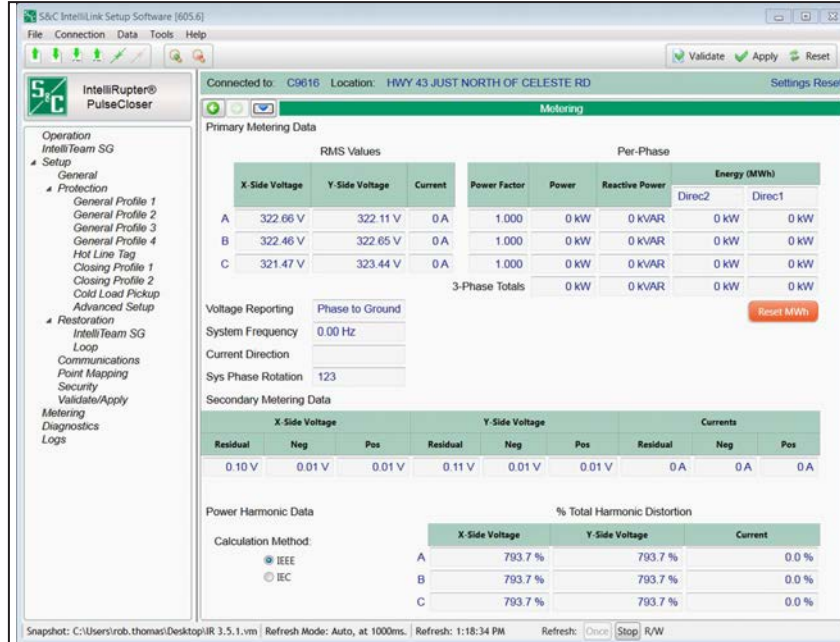 S&C IntelliLink Setup Software [605.6]
File Connection Data Tools Help
Validate Apply Reset
S&C IntelliRupter®
PulseCloser
Connected to: C9616 Location: HWY 43 JUST NORTH OF CELESTE RD Settings Reset
Metering
Operation
IntelliTeam SG
Setup
General
Protection
General Profile 1
General Profile 2
General Profile 3
General Profile 4
Hot Line Tag
Closing Profile 1
Closing Profile 2
Cold Load Pickup
Advanced Setup
Restoration
IntelliTeam SG
Loop
Communications
Point Mapping
Security
Validate/Apply
Metering
Diagnostics
Logs
Primary Metering Data
RMS Values Per-Phase
X-Side Voltage Y-Side Voltage Current Power Factor Power Reactive Power Energy (MWh)
Direc2 Direc1
A 322.66 V 322.11 V 0 A 1.000 0 kW 0 kVAR 0 kW 0 kW
B 322.46 V 322.65 V 0 A 1.000 0 kW 0 kVAR 0 kW 0 kW
C 321.47 V 323.44 V 0 A 1.000 0 kW 0 kVAR 0 kW 0 kW
3-Phase Totals 0 kW 0 kVAR 0 kW 0 kW
Voltage Reporting Phase to Ground Reset MWh
System Frequency 0.00 Hz
Current Direction
Sys Phase Rotation 123
Secondary Metering Data
X-Side Voltage Y-Side Voltage Currents
Residual Neg Pos Residual Neg Pos Residual Neg Pos
0.10 V 0.01 V 0.01 V 0.11 V 0.01 V 0.01 V 0 A 0 A 0 A
Power Harmonic Data % Total Harmonic Distortion
Calculation Method: X-Side Voltage Y-Side Voltage Current
IEEE A 793.7 % 793.7 % 0.0 %
IEC B 793.7 % 793.7 % 0.0 %
C 793.7 % 793.7 % 0.0 %
Snapshot: C:\Users\rob.thomas\Desktop\IR 3.5.1.vm Refresh Mode: Auto, at 1000ms. Refresh: 1:18:34 PM Refresh: Once Stop R/W